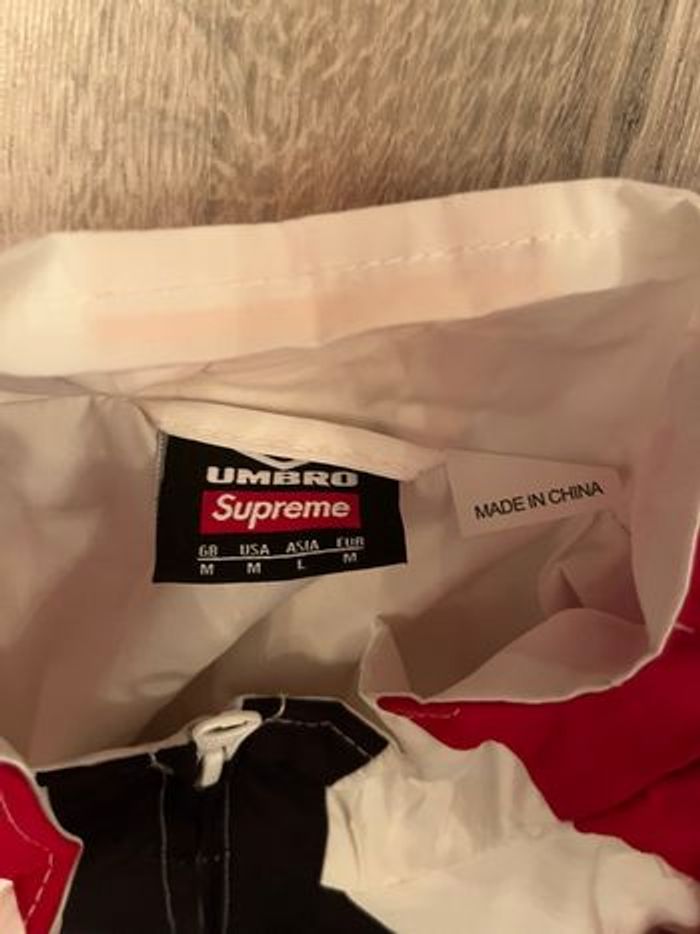 UMBRO
Supreme
GB USA ASIA EUR
M M L M
MADE IN CHINA